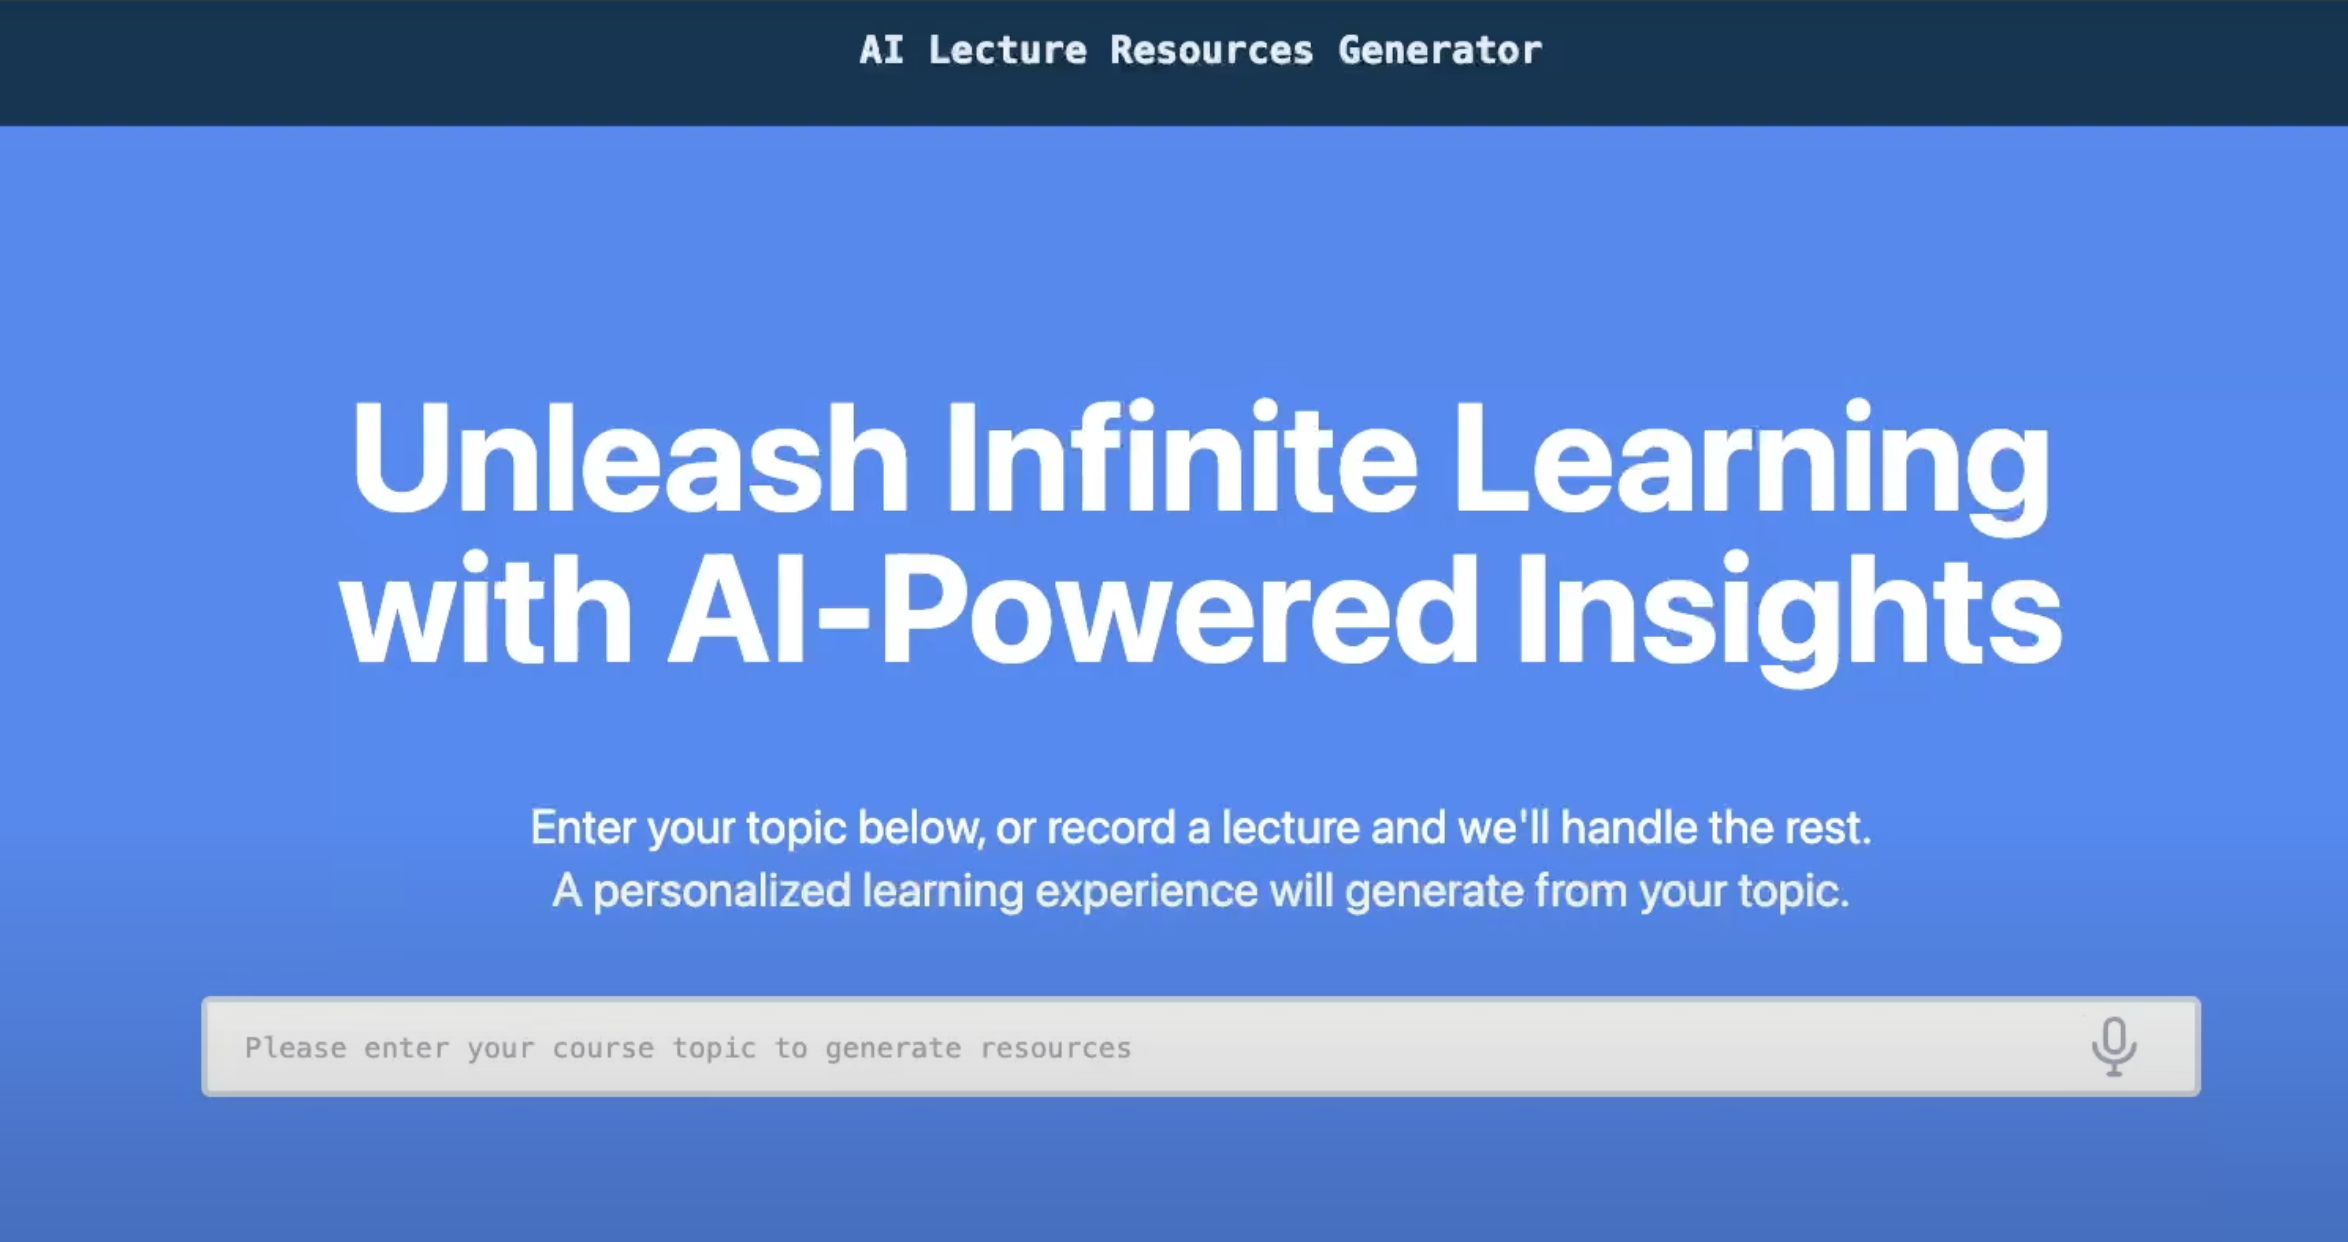 AI Lecture Resources Generator
Unleash Infinite Learning
with AI-Powered Insights
Enter your topic below, or record a lecture and we'll handle the rest.
A personalized learning experience will generate from your topic.
Please enter your course topic to generate resources